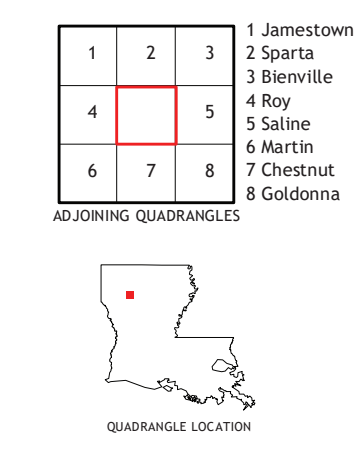 1 2 3
4 5
6 7 8
1 Jamestown
2 Sparta
3 Bienville
4 Roy
5 Saline
6 Martin
7 Chestnut
8 Goldonna
ADJOINING QUADRANGLES
QUADRANGLE LOCATION